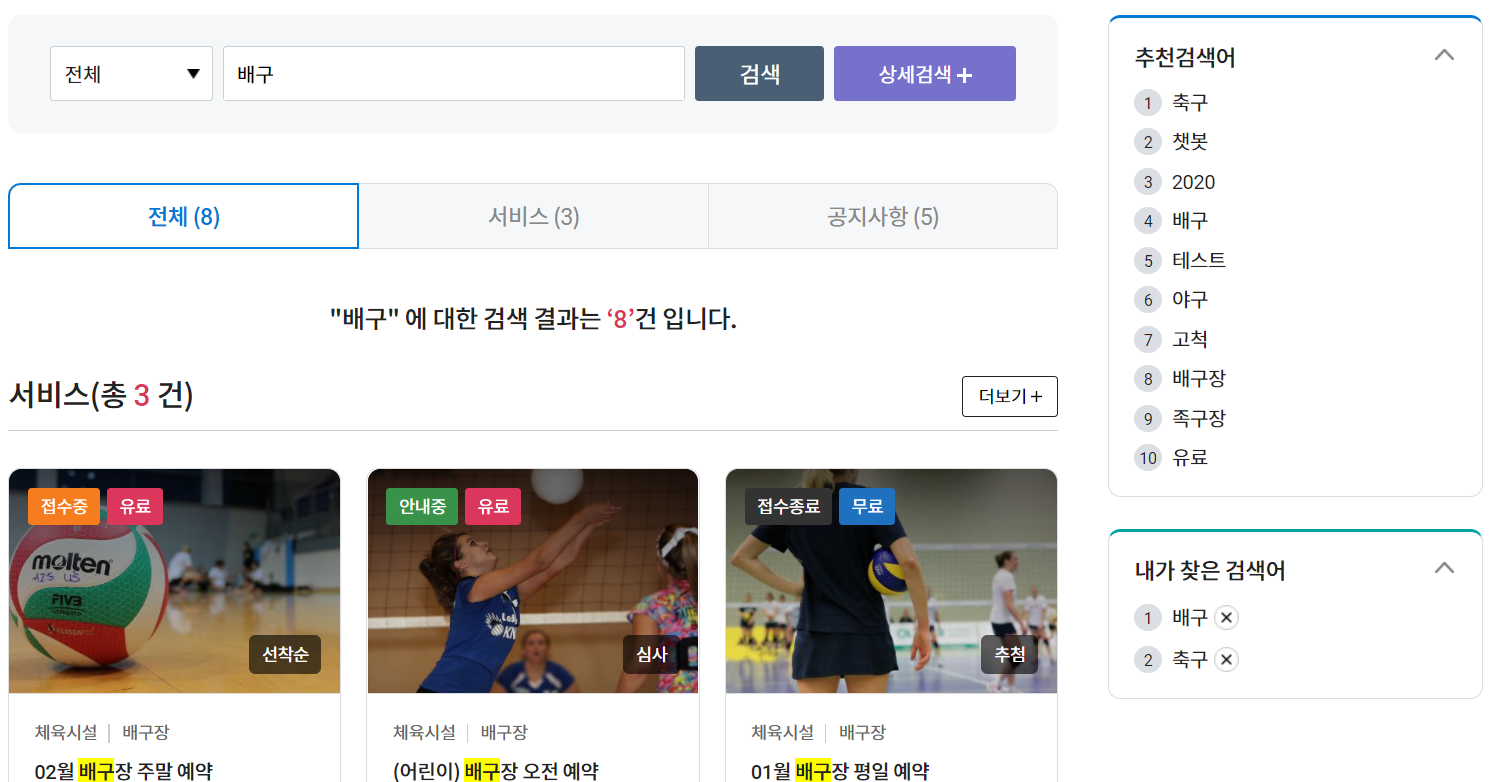 전체 ▼
배구
검색
상세검색 +
전체 (8)
서비스 (3)
공지사항 (5)
"배구" 에 대한 검색 결과는 ‘8’건 입니다.
서비스(총 3 건)
더보기 +
접수중 유료
molten
AZS US
FIVB
APPROVED
선착순
체육시설 | 배구장
02월 배구장 주말 예약
안내중 유료
심사
체육시설 | 배구장
(어린이) 배구장 오전 예약
접수종료 무료
추첨
체육시설 | 배구장
01월 배구장 평일 예약
추천검색어
1 축구
2 챗봇
3 2020
4 배구
5 테스트
6 야구
7 고척
8 배구장
9 족구장
10 유료
내가 찾은 검색어
1 배구 ×
2 축구 ×